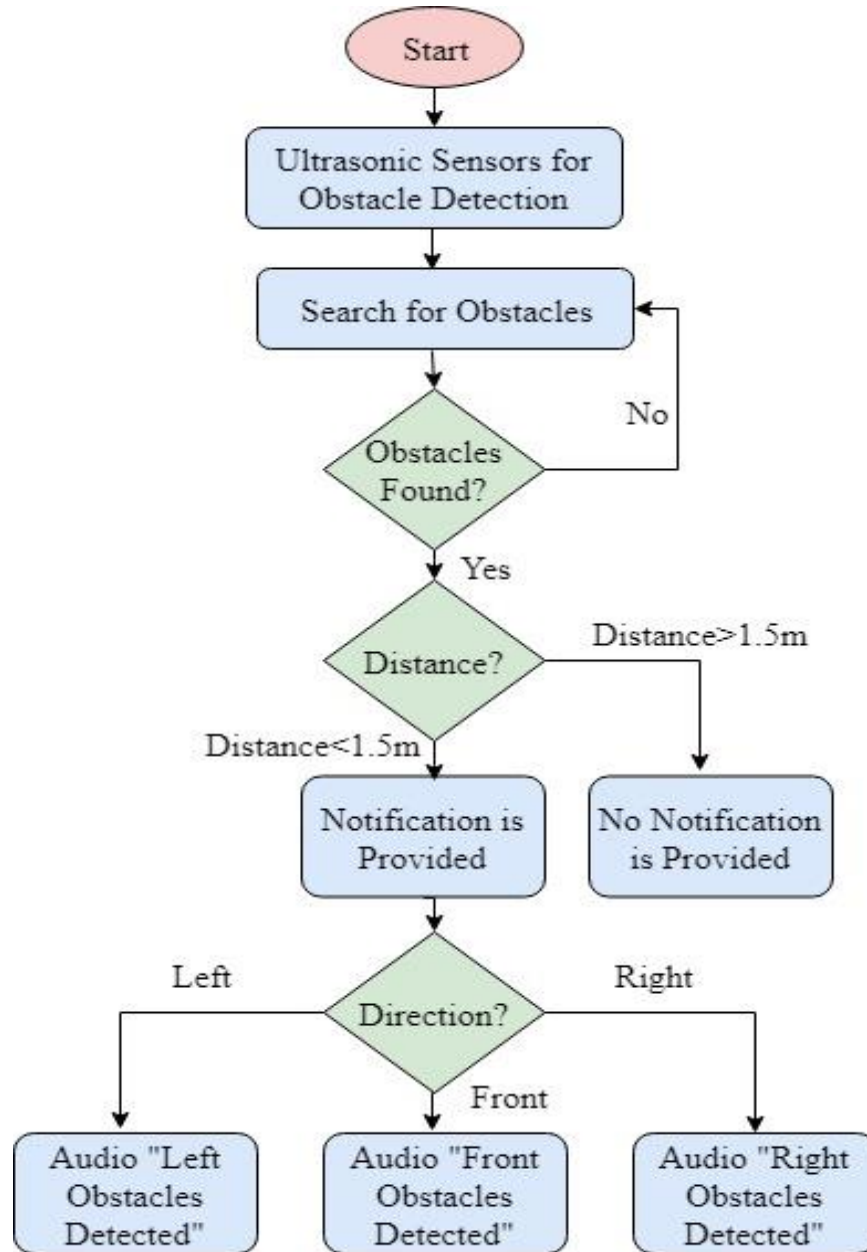 Start
Ultrasonic Sensors for
Obstacle Detection
Search for Obstacles
No
Obstacles
Found?
Yes
Distance>1.5m
Distance?
Distance<1.5m
Notification is
Provided
No Notification
is Provided
Left
Right
Direction?
Front
Audio "Left
Obstacles
Detected"
Audio "Front
Obstacles
Detected"
Audio "Right
Obstacles
Detected"